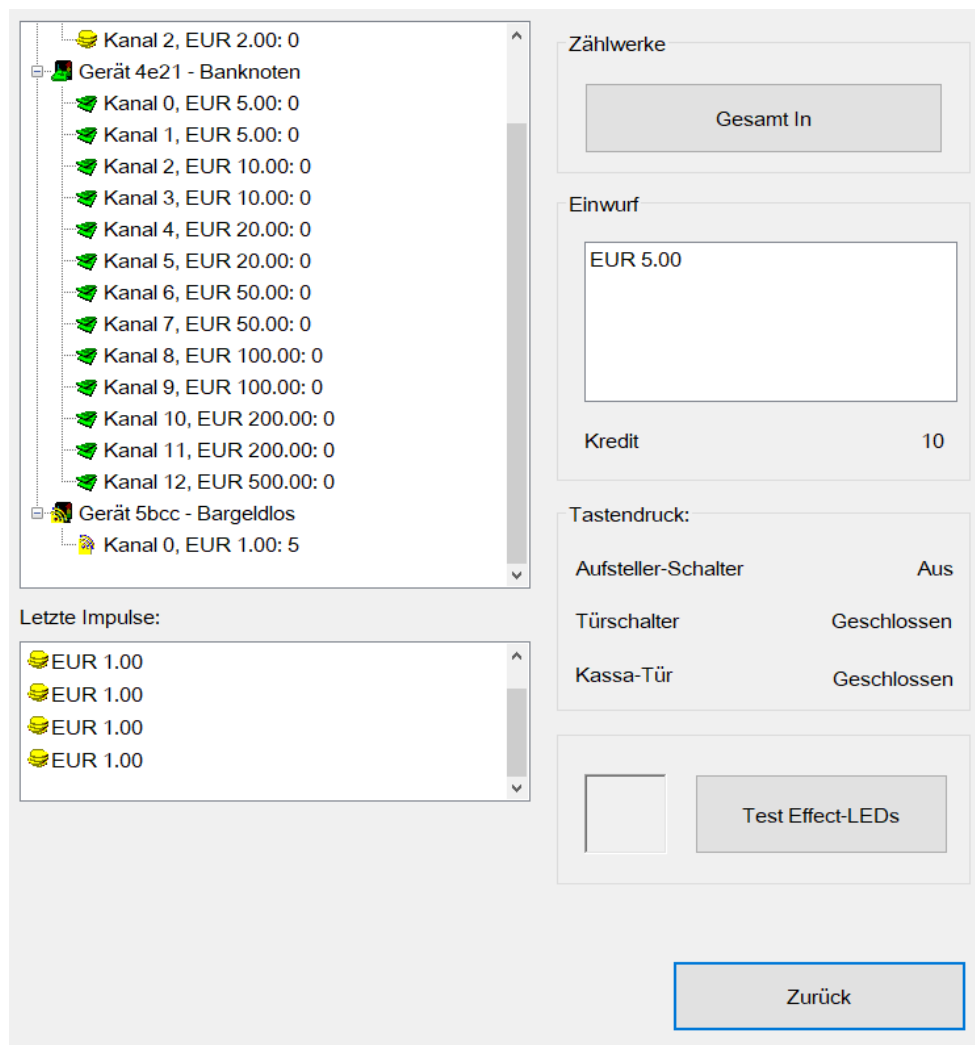 Kanal 2, EUR 2.00: 0
Gerät 4e21 - Banknoten
Kanal 0, EUR 5.00: 0
Kanal 1, EUR 5.00: 0
Kanal 2, EUR 10.00: 0
Kanal 3, EUR 10.00: 0
Kanal 4, EUR 20.00: 0
Kanal 5, EUR 20.00: 0
Kanal 6, EUR 50.00: 0
Kanal 7, EUR 50.00: 0
Kanal 8, EUR 100.00: 0
Kanal 9, EUR 100.00: 0
Kanal 10, EUR 200.00: 0
Kanal 11, EUR 200.00: 0
Kanal 12, EUR 500.00: 0
Gerät 5bcc - Bargeldlos
Kanal 0, EUR 1.00: 5
Letzte Impulse:
EUR 1.00
EUR 1.00
EUR 1.00
EUR 1.00
Zählwerke
Gesamt In
Einwurf
EUR 5.00
Kredit 10
Tastendruck:
Aufsteller-Schalter Aus
Türschalter Geschlossen
Kassa-Tür Geschlossen
Test Effect-LEDs
Zurück